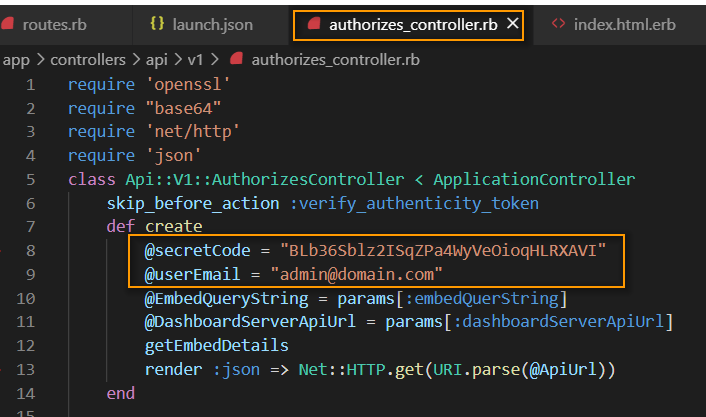 routes.rb {} launch.json authorizes_controller.rb × <> index.html.erb
app > controllers > api > v1 > authorizes_controller.rb
1 require 'openssl'
2 require "base64"
3 require 'net/http'
4 require 'json'
5 class Api::V1::AuthorizesController < ApplicationController
6 skip_before_action :verify_authenticity_token
7 def create
8 @secretCode = "BLb36Sblz2ISqZPa4WyVeOioqHLRXAVI"
9 @userEmail = "admin@domain.com"
10 @EmbedQueryString = params[:embedQuerString]
11 @DashboardServerApiUrl = params[:dashboardServerApiUrl]
12 getEmbedDetails
13 render :json => Net::HTTP.get(URI.parse(@ApiUrl))
14 end
15